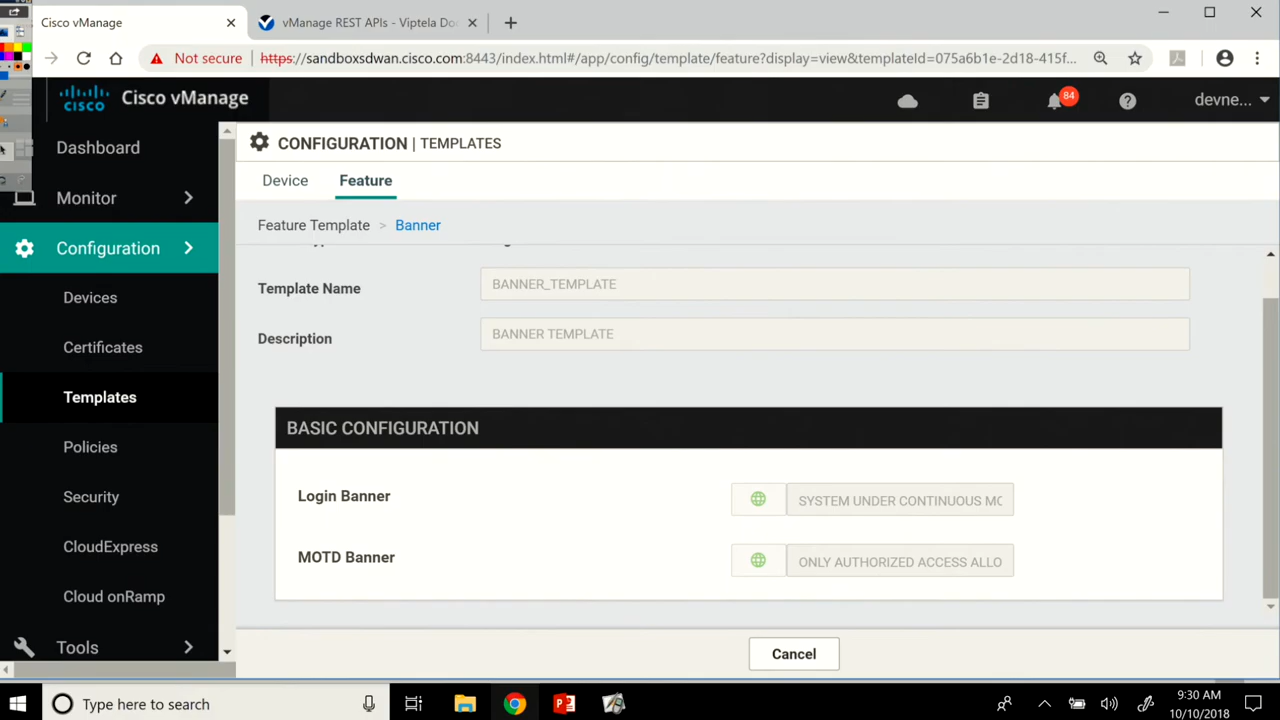 Cisco vManage
vManage REST APIs - Viptela Do
Not secure
https://sandboxsdwan.cisco.com:8443/index.html#/app/config/template/feature?display=view&templateId=075a6b1e-2d18-415f...
cisco
Cisco vManage
84
devne...
Dashboard
Monitor
Configuration
Devices
Certificates
Templates
Policies
Security
CloudExpress
Cloud onRamp
Tools
CONFIGURATION | TEMPLATES
Device
Feature
Feature Template > Banner
Template Name
BANNER_TEMPLATE
Description
BANNER TEMPLATE
BASIC CONFIGURATION
Login Banner
SYSTEM UNDER CONTINUOUS MO
MOTD Banner
ONLY AUTHORIZED ACCESS ALLO
Cancel
Type here to search
9:30 AM
10/10/2018